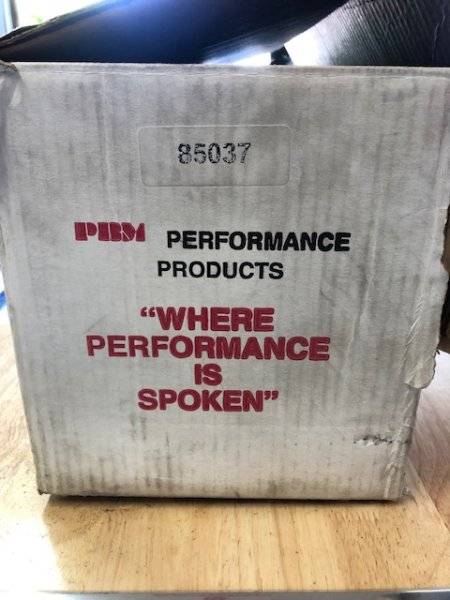 85037
PBM PERFORMANCE
PRODUCTS
“WHERE
PERFORMANCE
IS
SPOKEN”